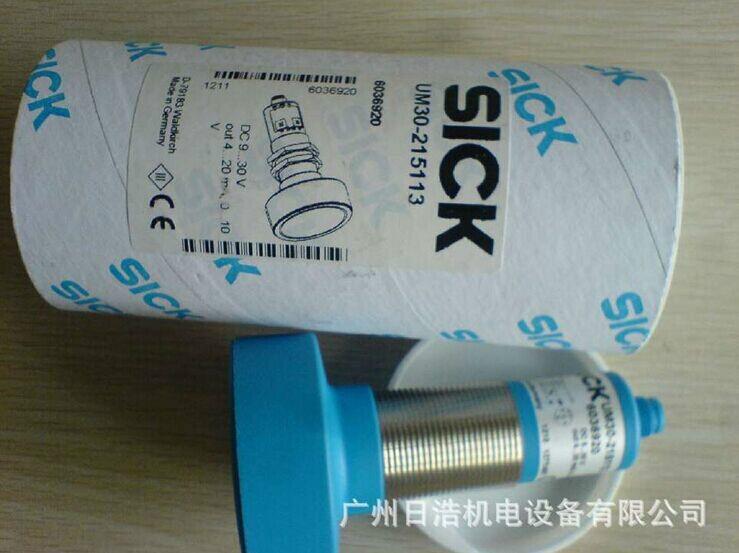 SICK
UM30-215113
6036920
1211
6036920
DC 9...30 V
out 4...20 mA, 0...10
V
D-79183 Waldkirch
Made in Germany
CE
SICK
SICK
SICK
SICK
SICK
SICK
UM30-2151
6036920
广州日浩机电设备有限公司